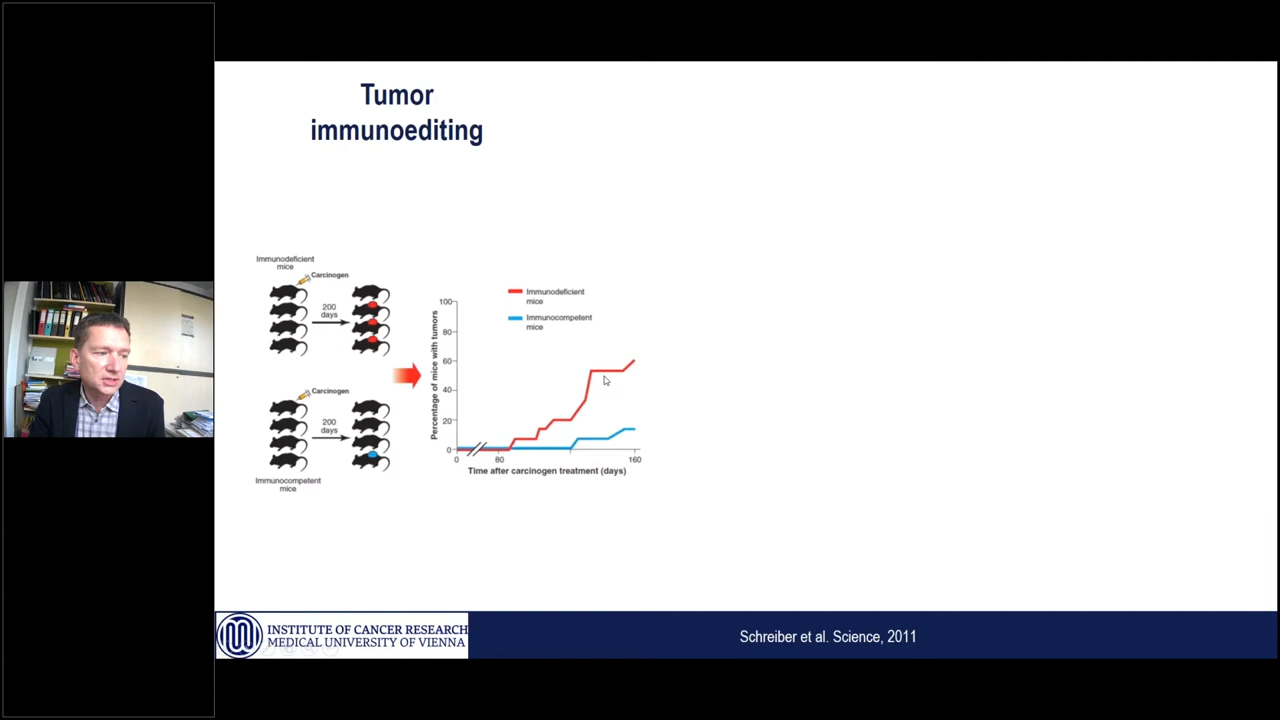 Tumor
immunoediting
Immunodeficient
mice
Carcinogen
200
days
Carcinogen
200
days
Immunocompetent
mice
Immunodeficient
mice
Immunocompetent
mice
Percentage of mice with tumors
100
80
60
40
20
0
0
80
160
Time after carcinogen treatment (days)
INSTITUTE OF CANCER RESEARCH
MEDICAL UNIVERSITY OF VIENNA
Schreiber et al. Science, 2011